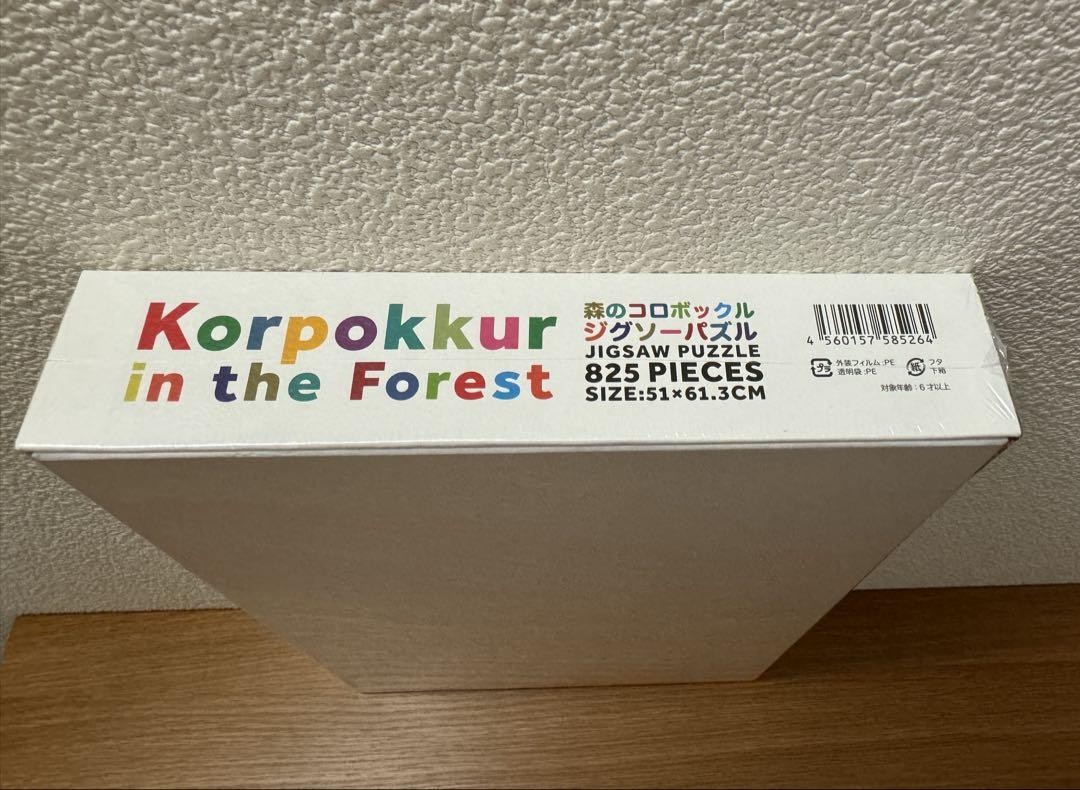 Korpokkur
in the Forest
森のコロボックル
ジグソーパズル
JIGSAW PUZZLE
825 PIECES
SIZE:51×61.3CM
4 560157 585264
プラ
外装フィルム:PE
透明袋:PE
紙
フタ
下箱
対象年齢:6才以上